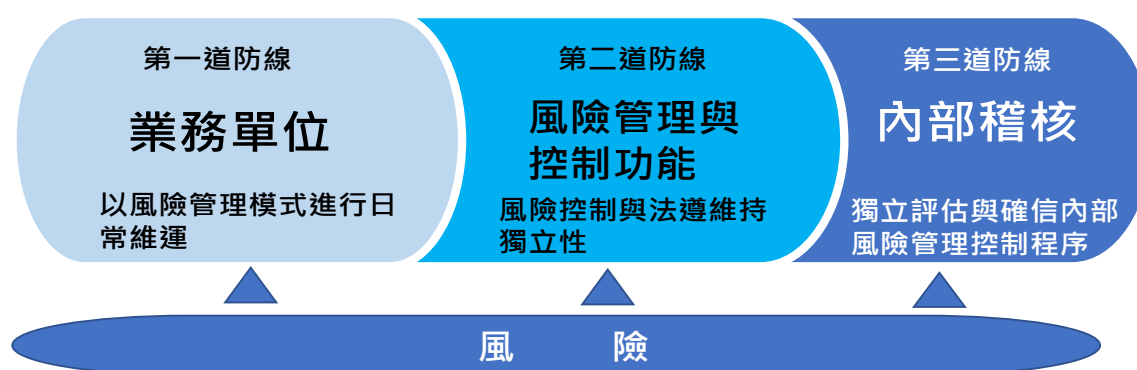 第一道防線
業務單位
以風險管理模式進行日
常維運
第二道防線
風險管理與
控制功能
風險控制與法遵維持
獨立性
第三道防線
內部稽核
獨立評估與確信內部
風險管理控制程序
風 險